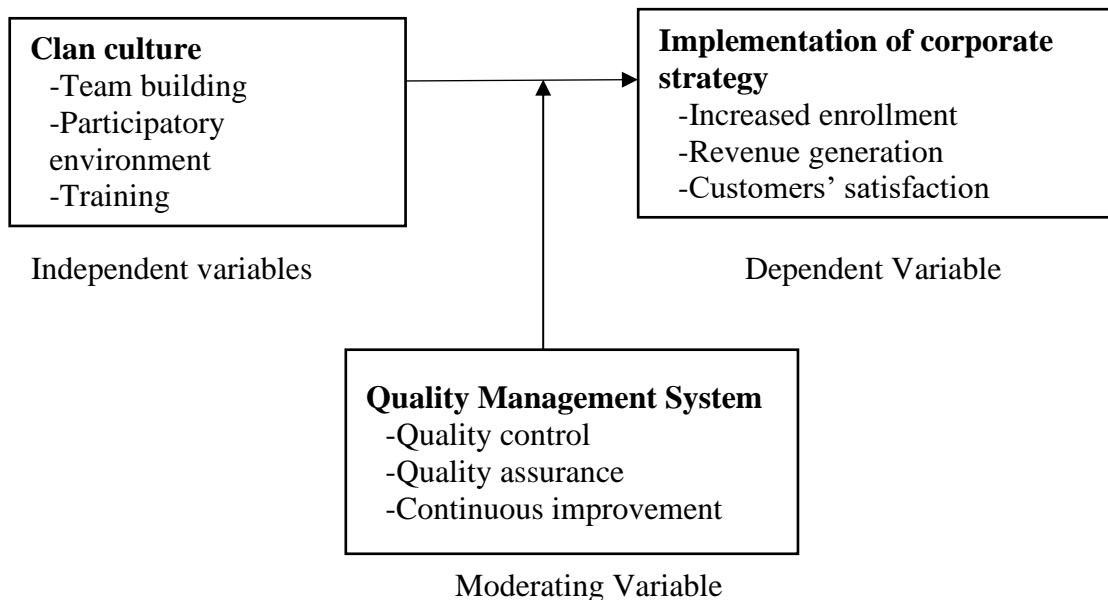 Clan culture
-Team building
-Participatory
environment
-Training
Independent variables
Implementation of corporate
strategy
-Increased enrollment
-Revenue generation
-Customers’ satisfaction
Dependent Variable
Quality Management System
-Quality control
-Quality assurance
-Continuous improvement
Moderating Variable